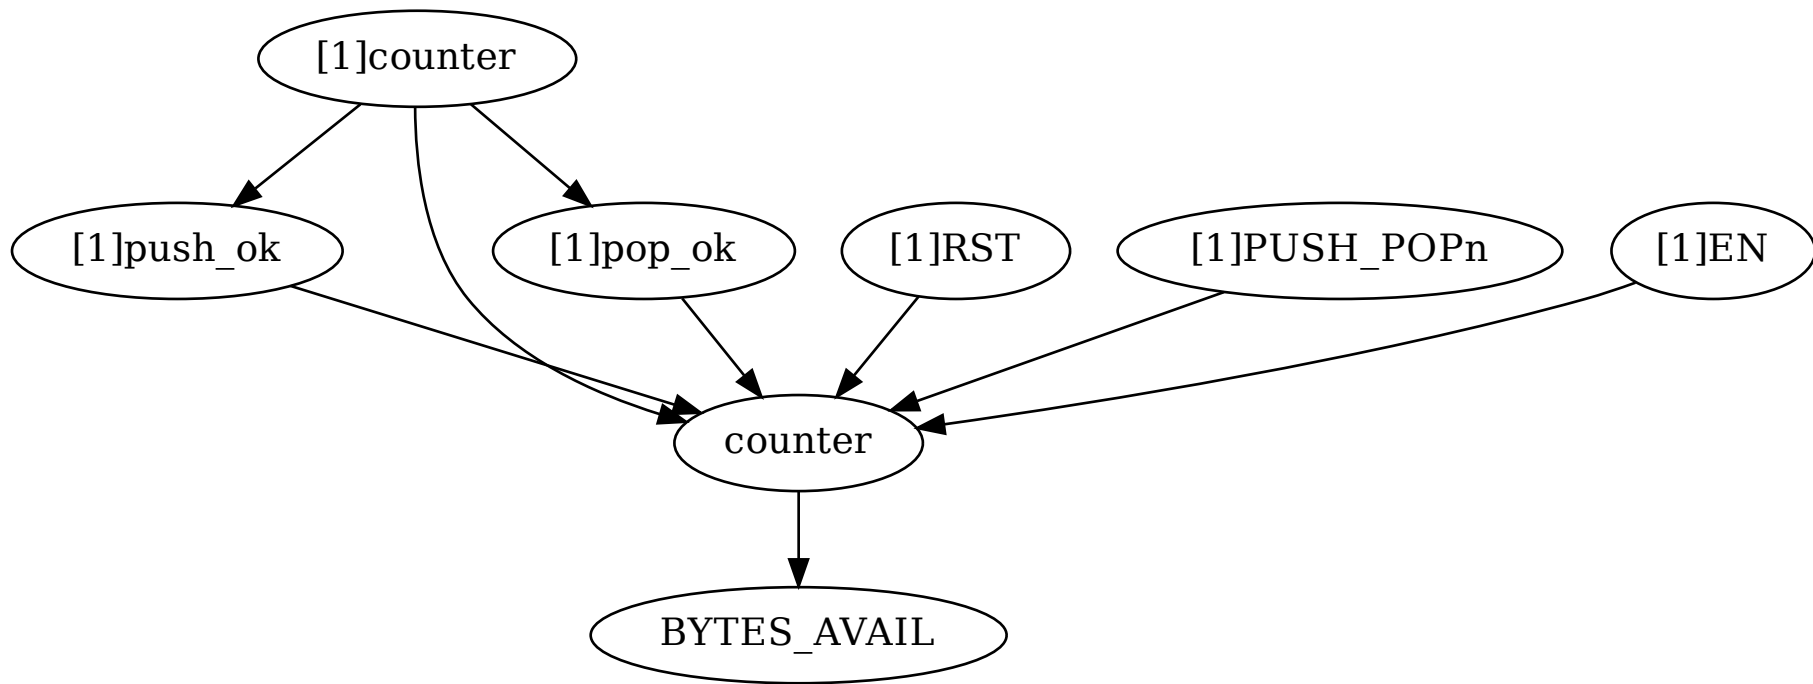 [1]counter
[1]push_ok
[1]pop_ok
[1]RST
[1]PUSH_POPn
[1]EN
counter
BYTES_AVAIL